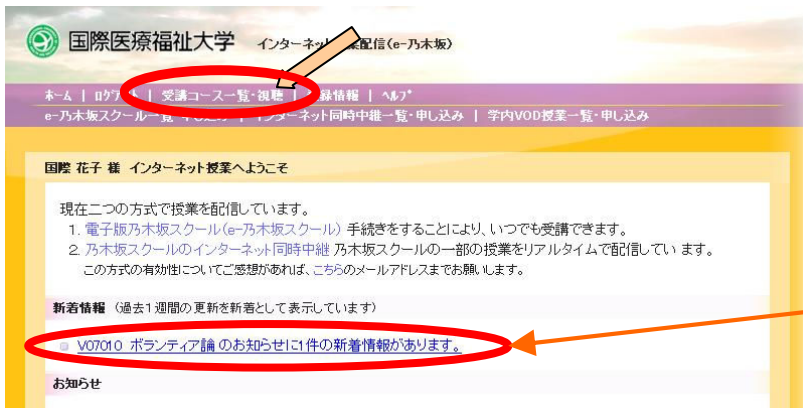 国際医療福祉大学 インターネット 業配信(e-乃木坂)
ホーム | ログア ト | 受講コース一覧・視聴 | 登録情報 | ヘルプ
e-乃木坂スクール一覧・申し込み | インターネット同時中継一覧・申し込み | 学内VOD授業一覧・申し込み
国際 花子 様 インターネット授業へようこそ
現在二つの方式で授業を配信しています。
1. 電子版乃木坂スクール(e-乃木坂スクール) 手続きをすることにより、いつでも受講できます。
2. 乃木坂スクールのインターネット同時中継 乃木坂スクールの一部の授業をリアルタイムで配信してい ます。
この方式の有効性についてご感想があれば、こちらのメールアドレスまでお願いします。
新着情報 (過去1週間の更新を新着として表示しています)
V07010 ボランティア論 のお知らせに1件の新着情報があります。
お知らせ